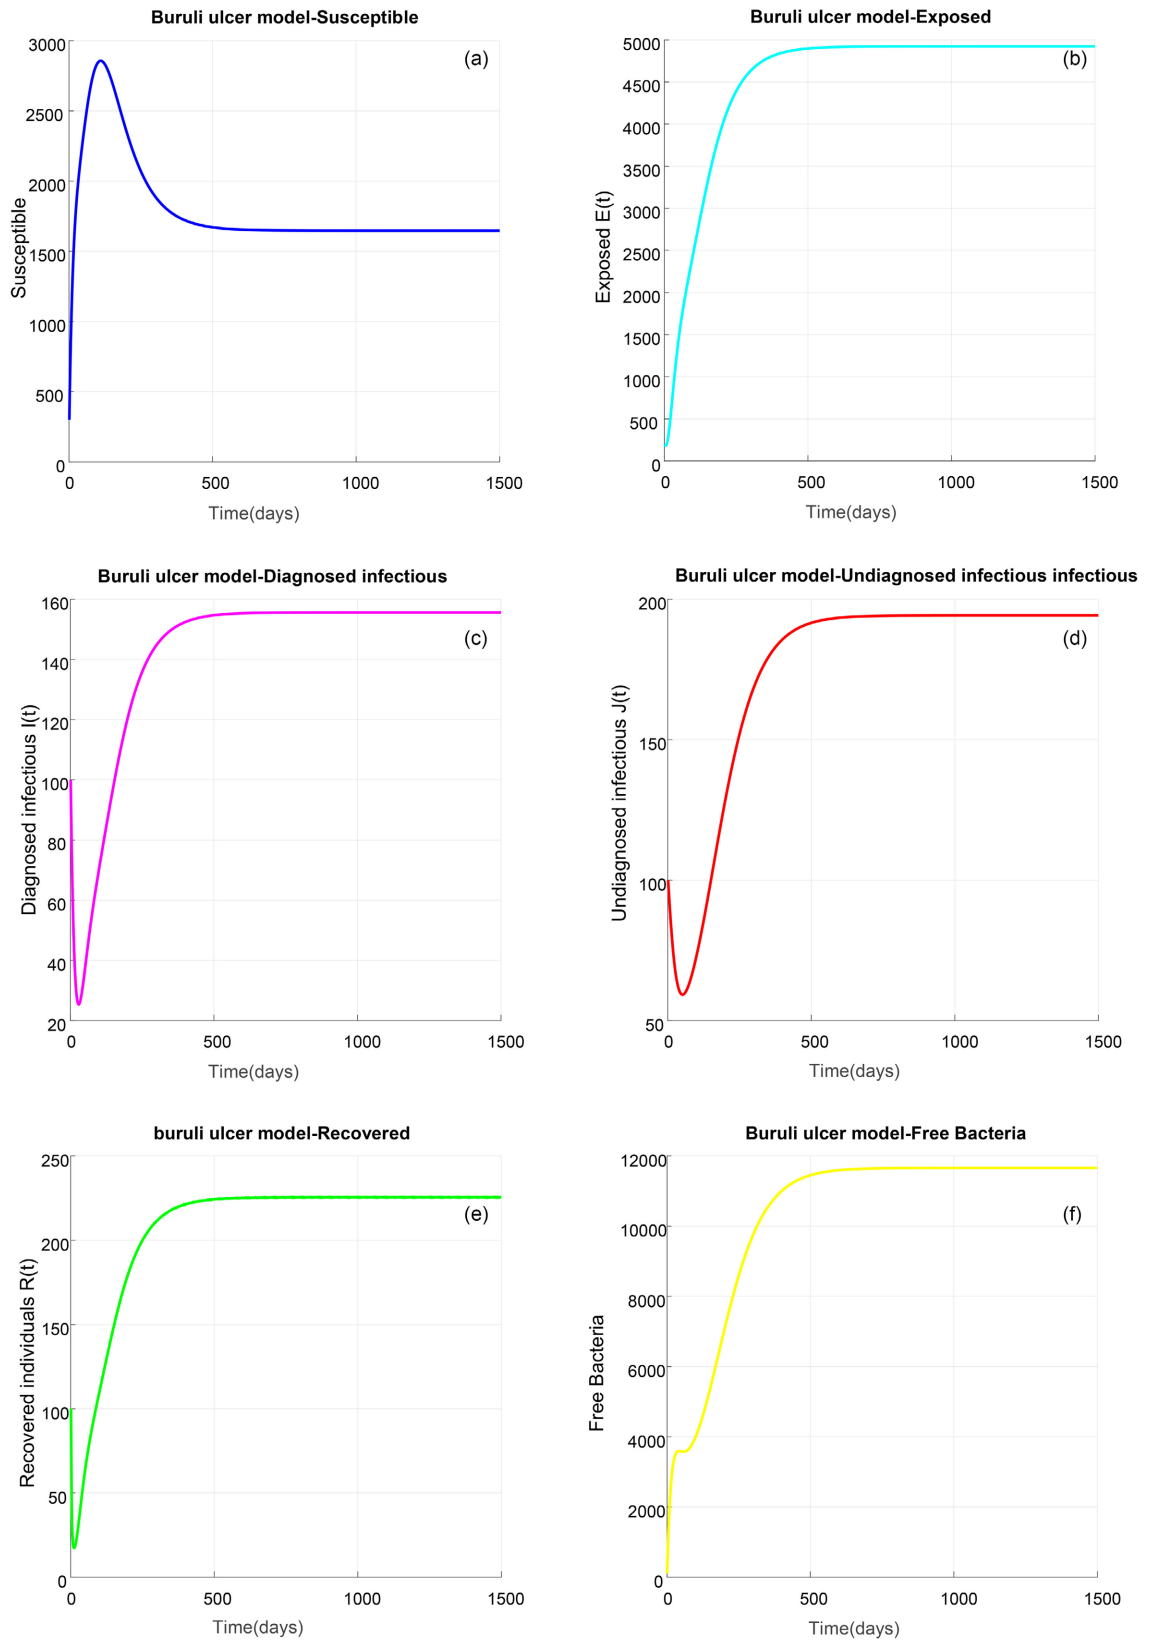 Buruli ulcer model-Susceptible
(a)
3000
2500
2000
1500
1000
500
0
Susceptible
0 500 1000 1500
Time(days)
Buruli ulcer model-Exposed
(b)
5000
4500
4000
3500
3000
2500
2000
1500
1000
500
0
Exposed E(t)
0 500 1000 1500
Time(days)
Buruli ulcer model-Diagnosed infectious
(c)
160
140
120
100
80
60
40
20
Diagnosed infectious I(t)
0 500 1000 1500
Time(days)
Buruli ulcer model-Undiagnosed infectious infectious
(d)
200
150
100
50
Undiagnosed infectious J(t)
0 500 1000 1500
Time(days)
buruli ulcer model-Recovered
(e)
250
200
150
100
50
0
Recovered individuals R(t)
0 500 1000 1500
Time(days)
Buruli ulcer model-Free Bacteria
(f)
12000
10000
8000
6000
4000
2000
0
Free Bacteria
0 500 1000 1500
Time(days)